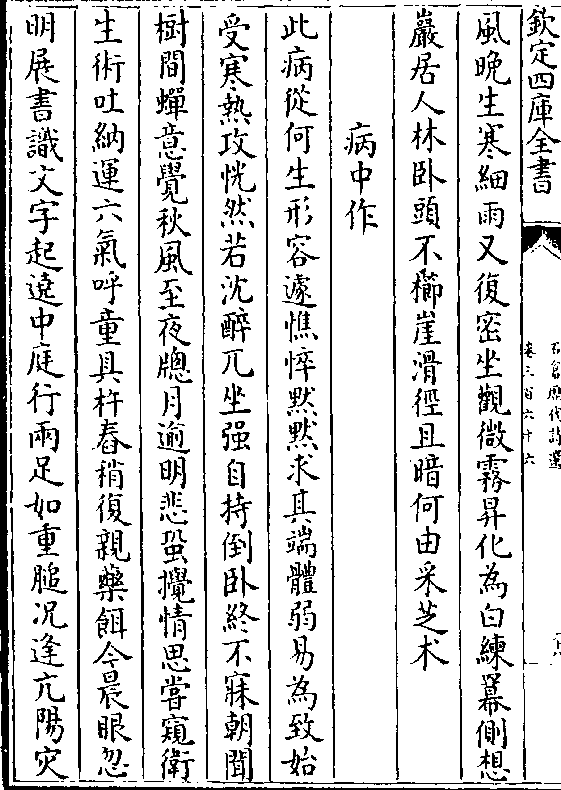 欽定四庫全書
石倉歷代詩選
卷三百六十六
風晚生寒細雨又復密坐觀微霧昇化為白練羃側想
巖居人林卧頭不櫛崖滑徑且暗何由采芝术
病中作
此病從何生形容遽憔悴默默求其端體弱易為致始
受寒熱攻恍然若沈醉兀坐强自持倒卧終不寐朝聞
樹間蟬意覺秋風至夜牕月逾明悲蛩攪情思嘗窺衛
生術吐納運六氣呼童具杵舂稍復親藥餌今晨眼忽
明展書識文字起遶中庭行兩足如重膇况逢亢陽灾